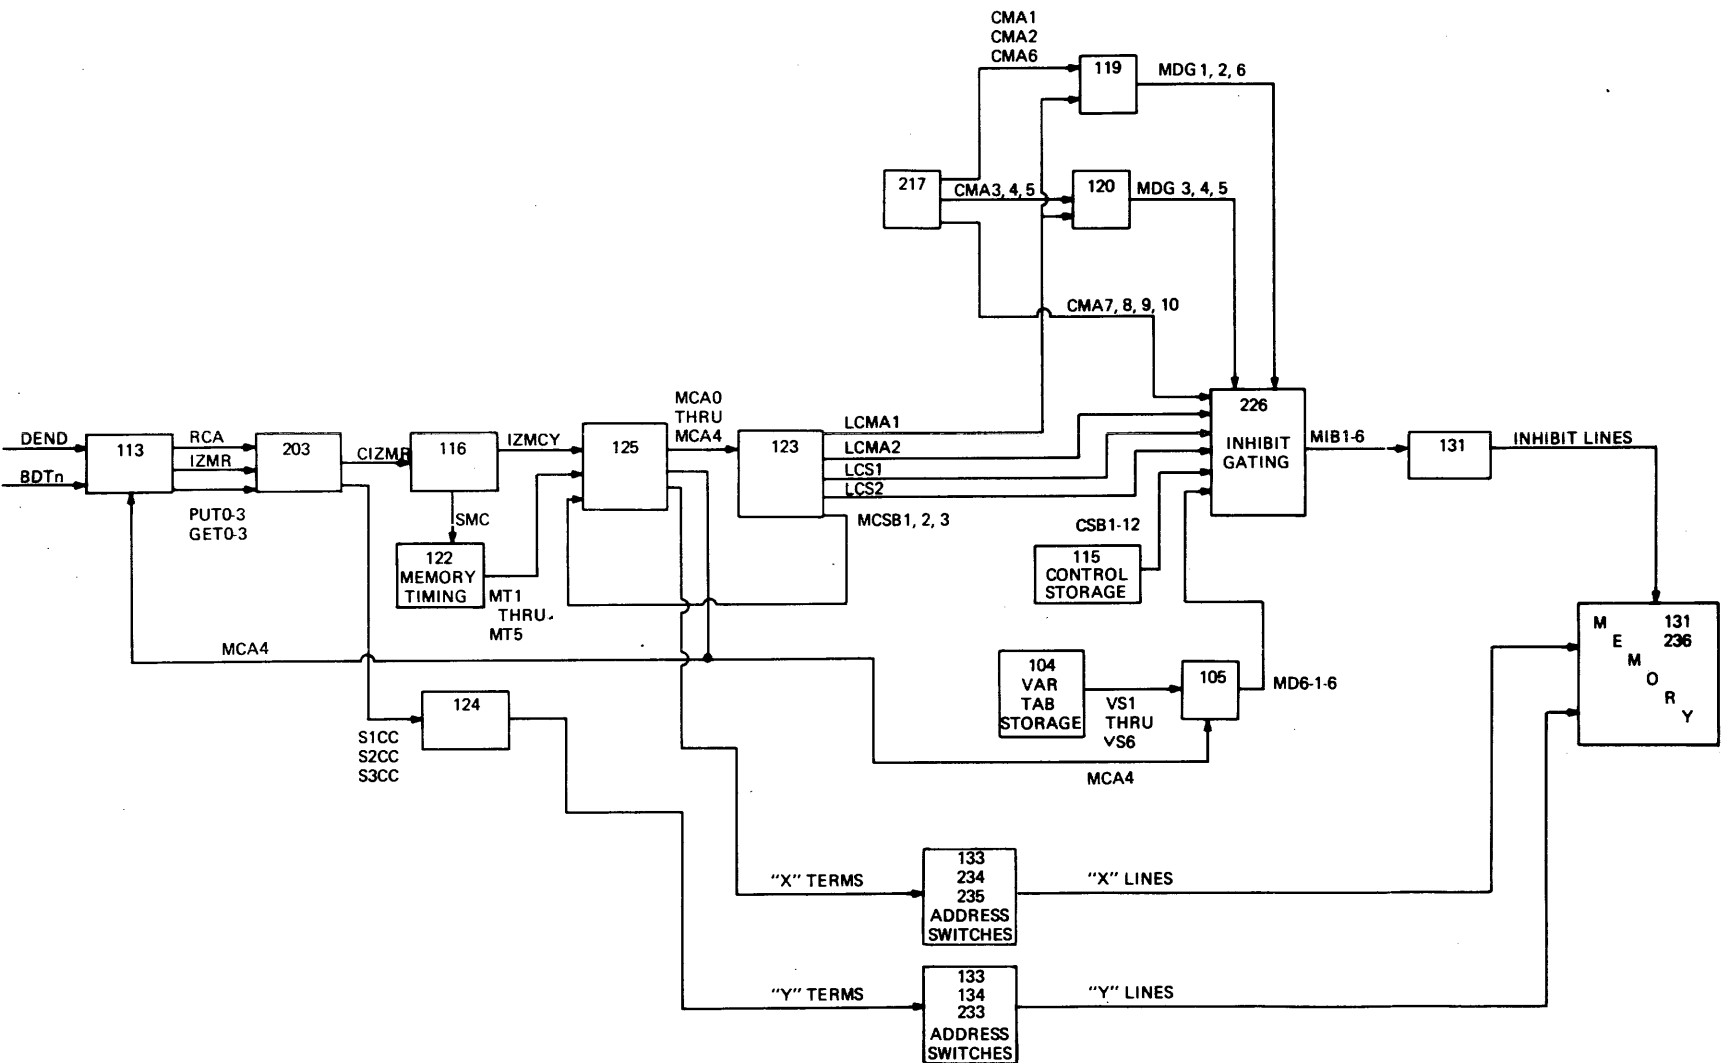 CMA1
CMA2
CMA6
119
MDG 1, 2, 6
217
CMA3, 4, 5
120
MDG 3, 4, 5
CMA7, 8, 9, 10
MCA0
THRU
MCA4
226
INHIBIT
GATING
DEND
BDTn
113
RCA
IZMR
PUT0-3
GET0-3
203
CIZMR
116
IZMCY
125
123
LCMA1
LCMA2
LCS1
LCS2
MCSB1, 2, 3
MIB1-6
131
INHIBIT LINES
SMC
122
MEMORY
TIMING
MT1
THRU
MT5
CSB1-12
115
CONTROL
STORAGE
MCA4
104
VAR
TAB
STORAGE
VS1
THRU
VS6
105
MD6-1-6
MCA4
MEMORY
131
236
124
S1CC
S2CC
S3CC
"X" TERMS
133
234
235
ADDRESS
SWITCHES
"X" LINES
"Y" TERMS
133
134
233
ADDRESS
SWITCHES
"Y" LINES